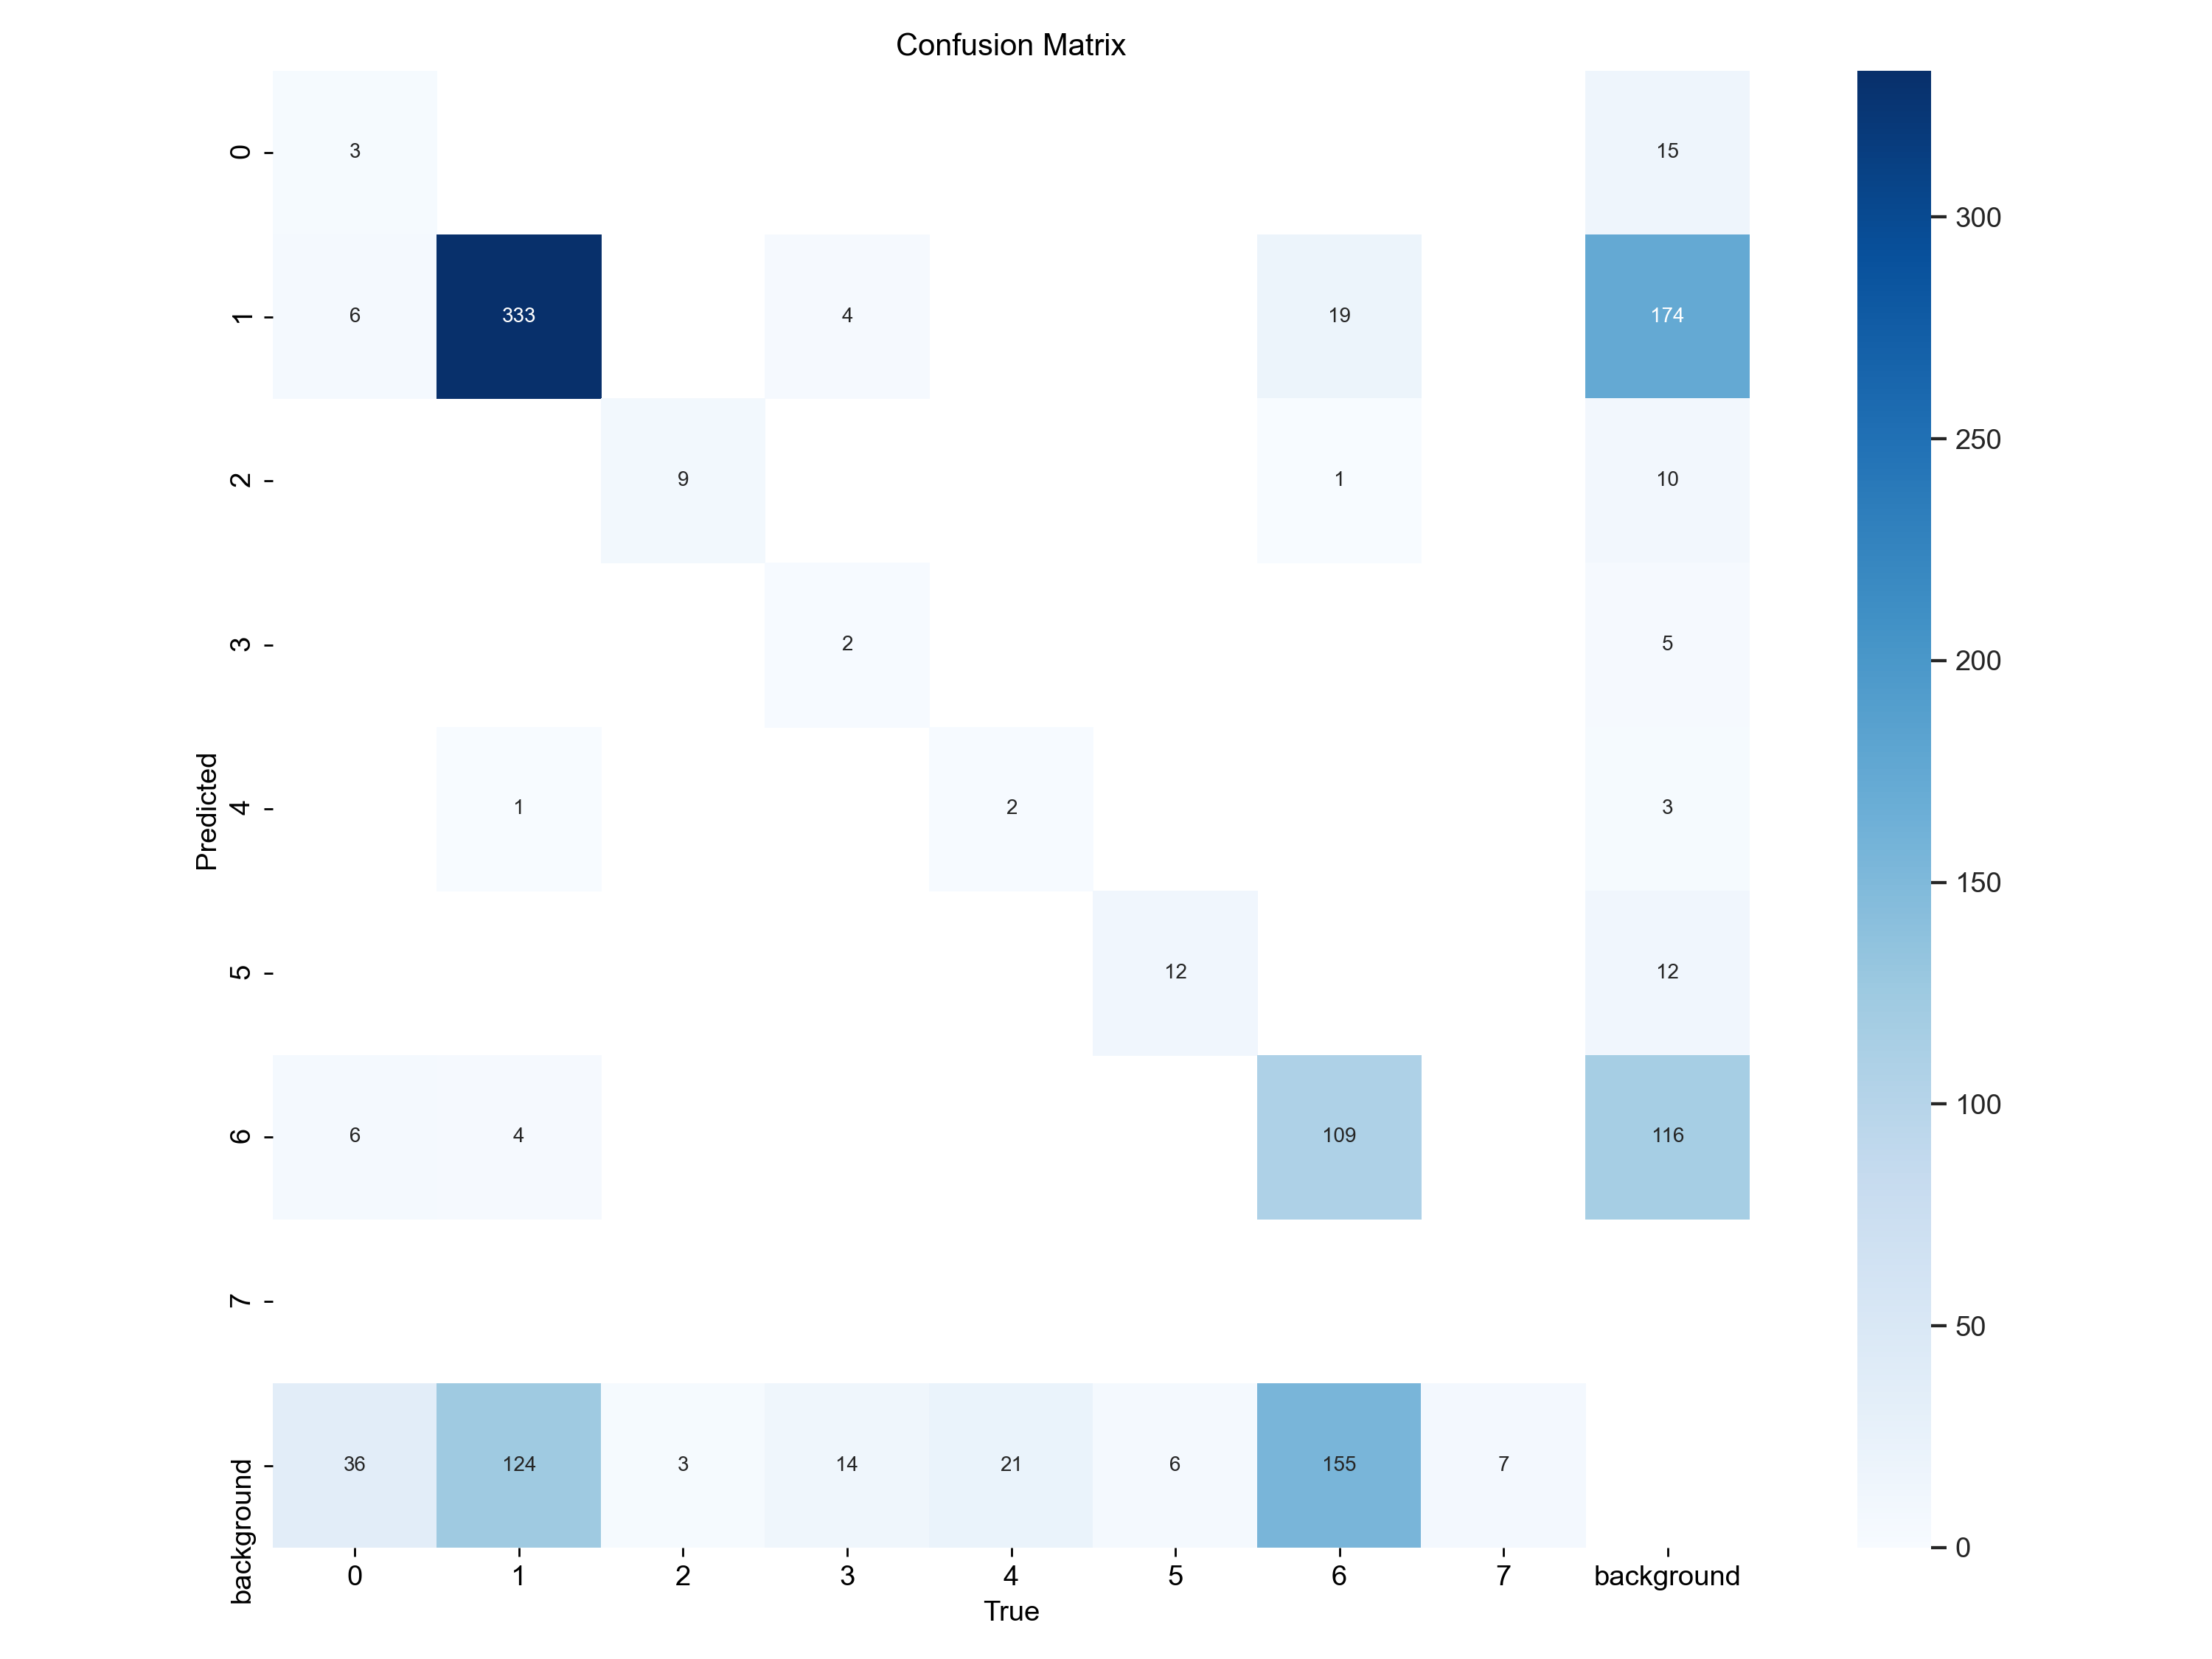 Confusion Matrix
0 3 15
1 6 333 4 19 174
2 9 1 10
3 2 5
4 1 2 3
5 12 12
6 6 4 109 116
7
background 36 124 3 14 21 6 155 7
0 1 2 3 4 5 6 7 background
True
Predicted
300
250
200
150
100
50
0